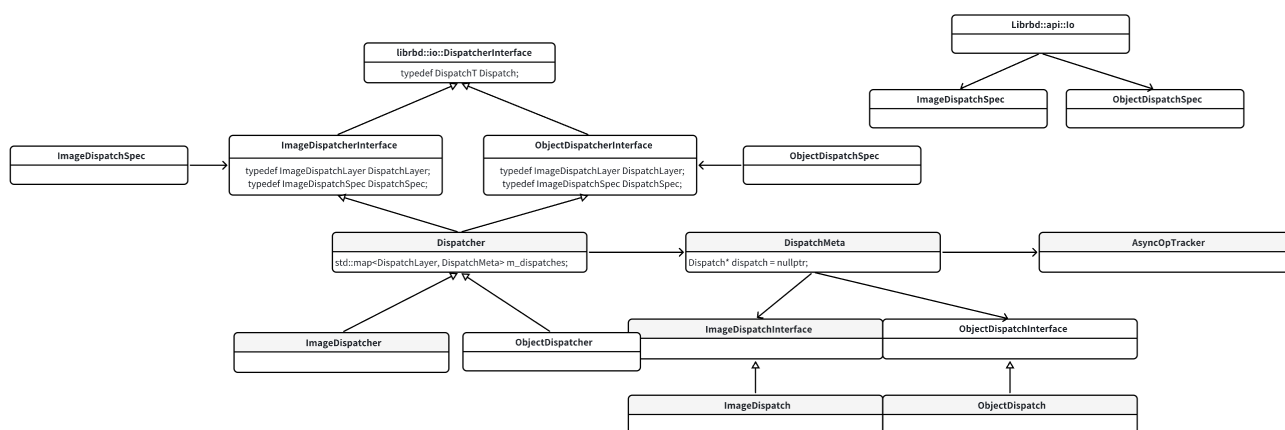 Librbd::api::Io
librbd::io::DispatcherInterface
typedef DispatchT Dispatch;
ImageDispatchSpec
ObjectDispatchSpec
ImageDispatchSpec
ImageDispatcherInterface
typedef ImageDispatchLayer DispatchLayer;
typedef ImageDispatchSpec DispatchSpec;
ObjectDispatcherInterface
typedef ImageDispatchLayer DispatchLayer;
typedef ImageDispatchSpec DispatchSpec;
ObjectDispatchSpec
Dispatcher
std::map<DispatchLayer, DispatchMeta> m_dispatches;
DispatchMeta
Dispatch* dispatch = nullptr;
AsyncOpTracker
ImageDispatcher
ObjectDispatcher
ImageDispatchInterface
ObjectDispatchInterface
ImageDispatch
ObjectDispatch